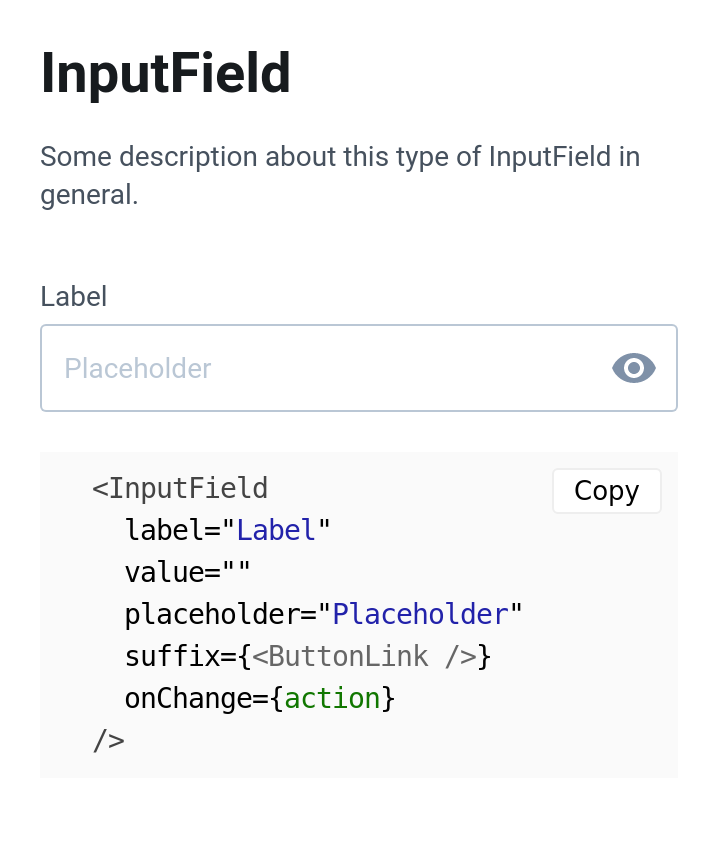 InputField
Some description about this type of InputField in
general.
Label
Placeholder
Copy
<InputField
label="Label"
value=""
placeholder="Placeholder"
suffix={<ButtonLink />}
onChange={action}
/>